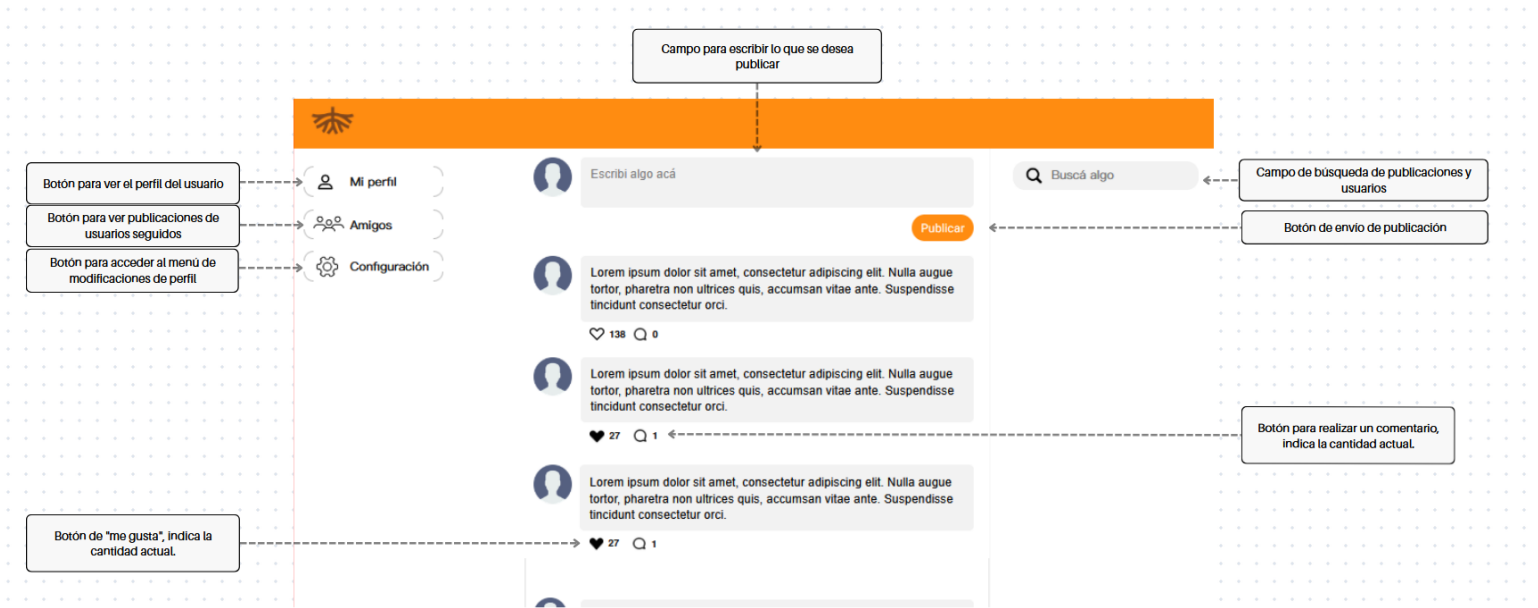 Campo para escribir lo que se desea
publicar
Botón para ver el perfil del usuario
Mi perfil
Escribi algo acá
Buscá algo
Campo de búsqueda de publicaciones y
usuarios
Botón para ver publicaciones de
usuarios seguidos
Amigos
Publicar
Botón de envío de publicación
Botón para acceder al menú de
modificaciones de perfil
Configuración
Lorem ipsum dolor sit amet, consectetur adipiscing elit. Nulla augue
tortor, pharetra non ultrices quis, accumsan vitae ante. Suspendisse
tincidunt consectetur orci.
138 0
Lorem ipsum dolor sit amet, consectetur adipiscing elit. Nulla augue
tortor, pharetra non ultrices quis, accumsan vitae ante. Suspendisse
tincidunt consectetur orci.
27 1
Botón para realizar un comentario,
indica la cantidad actual.
Lorem ipsum dolor sit amet, consectetur adipiscing elit. Nulla augue
tortor, pharetra non ultrices quis, accumsan vitae ante. Suspendisse
tincidunt consectetur orci.
Botón de "me gusta", indica la
cantidad actual.
27 1